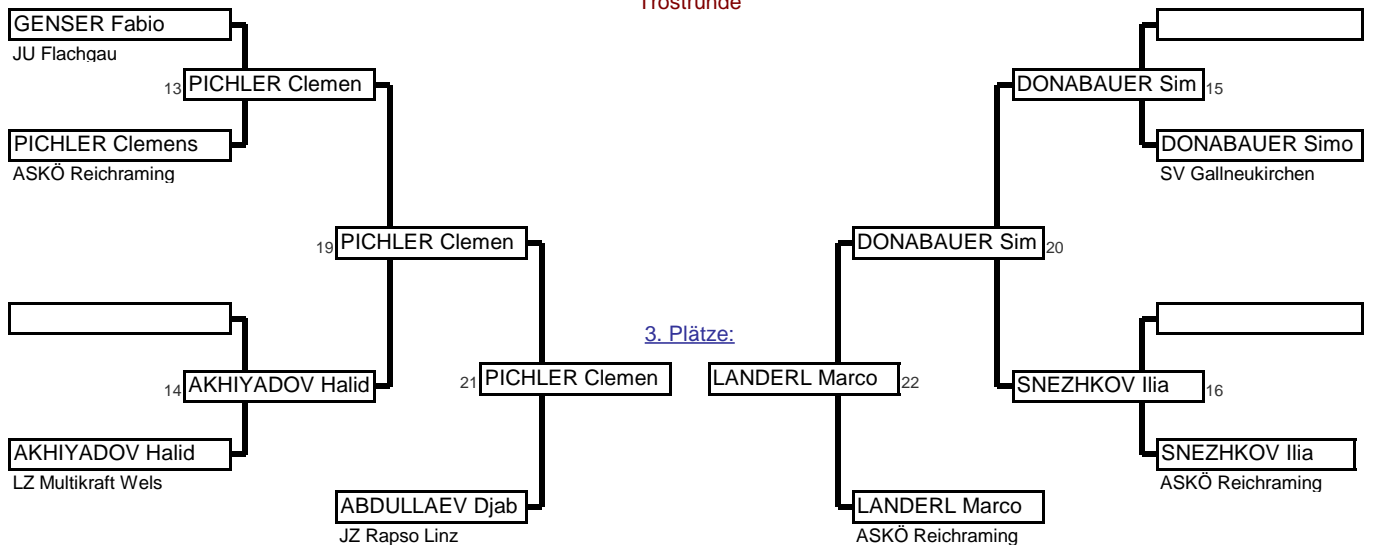 Trostrunde
GENSER Fabio
JU Flachgau
13 PICHLER Clemen
DONABAUER Sim 15
PICHLER Clemens
ASKÖ Reichraming
DONABAUER Simo
SV Gallneukirchen
19 PICHLER Clemen
DONABAUER Sim 20
3. Plätze:
14 AKHIYADOV Halid
21 PICHLER Clemen
LANDERL Marco 22
SNEZHKOV Ilia 16
AKHIYADOV Halid
LZ Multikraft Wels
SNEZHKOV Ilia
ASKÖ Reichraming
ABDULLAEV Djab
JZ Rapso Linz
LANDERL Marco
ASKÖ Reichraming